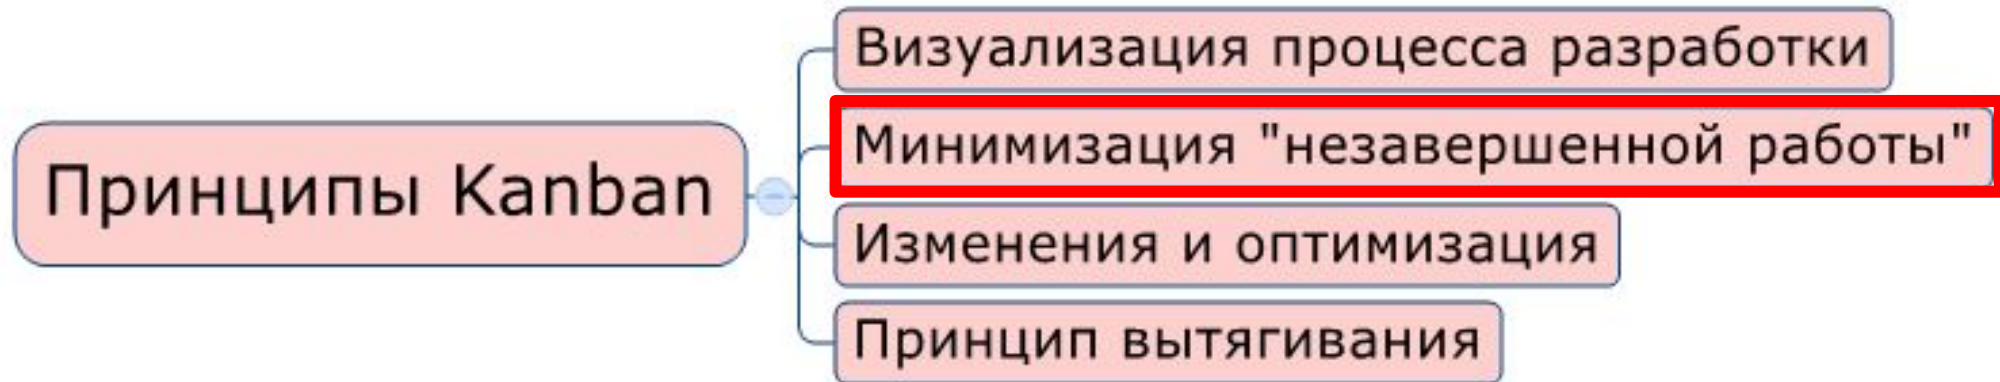 Принципы Kanban
Визуализация процесса разработки
Минимизация "незавершенной работы"
Изменения и оптимизация
Принцип вытягивания